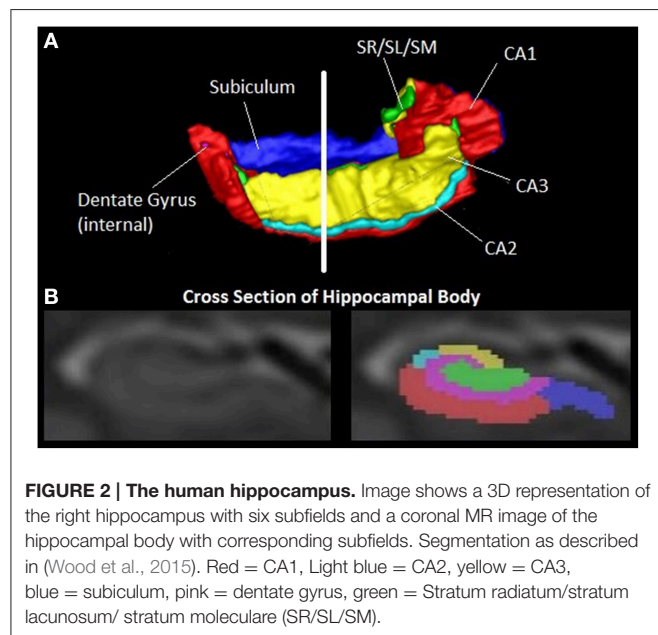 A
SR/SL/SM
CA1
Subiculum
CA3
Dentate Gyrus
(internal)
CA2
B
Cross Section of Hippocampal Body
FIGURE 2 | The human hippocampus. Image shows a 3D representation of
the right hippocampus with six subfields and a coronal MR image of the
hippocampal body with corresponding subfields. Segmentation as described
in (Wood et al., 2015). Red = CA1, Light blue = CA2, yellow = CA3,
blue = subiculum, pink = dentate gyrus, green = Stratum radiatum/stratum
lacunosum/ stratum moleculare (SR/SL/SM).